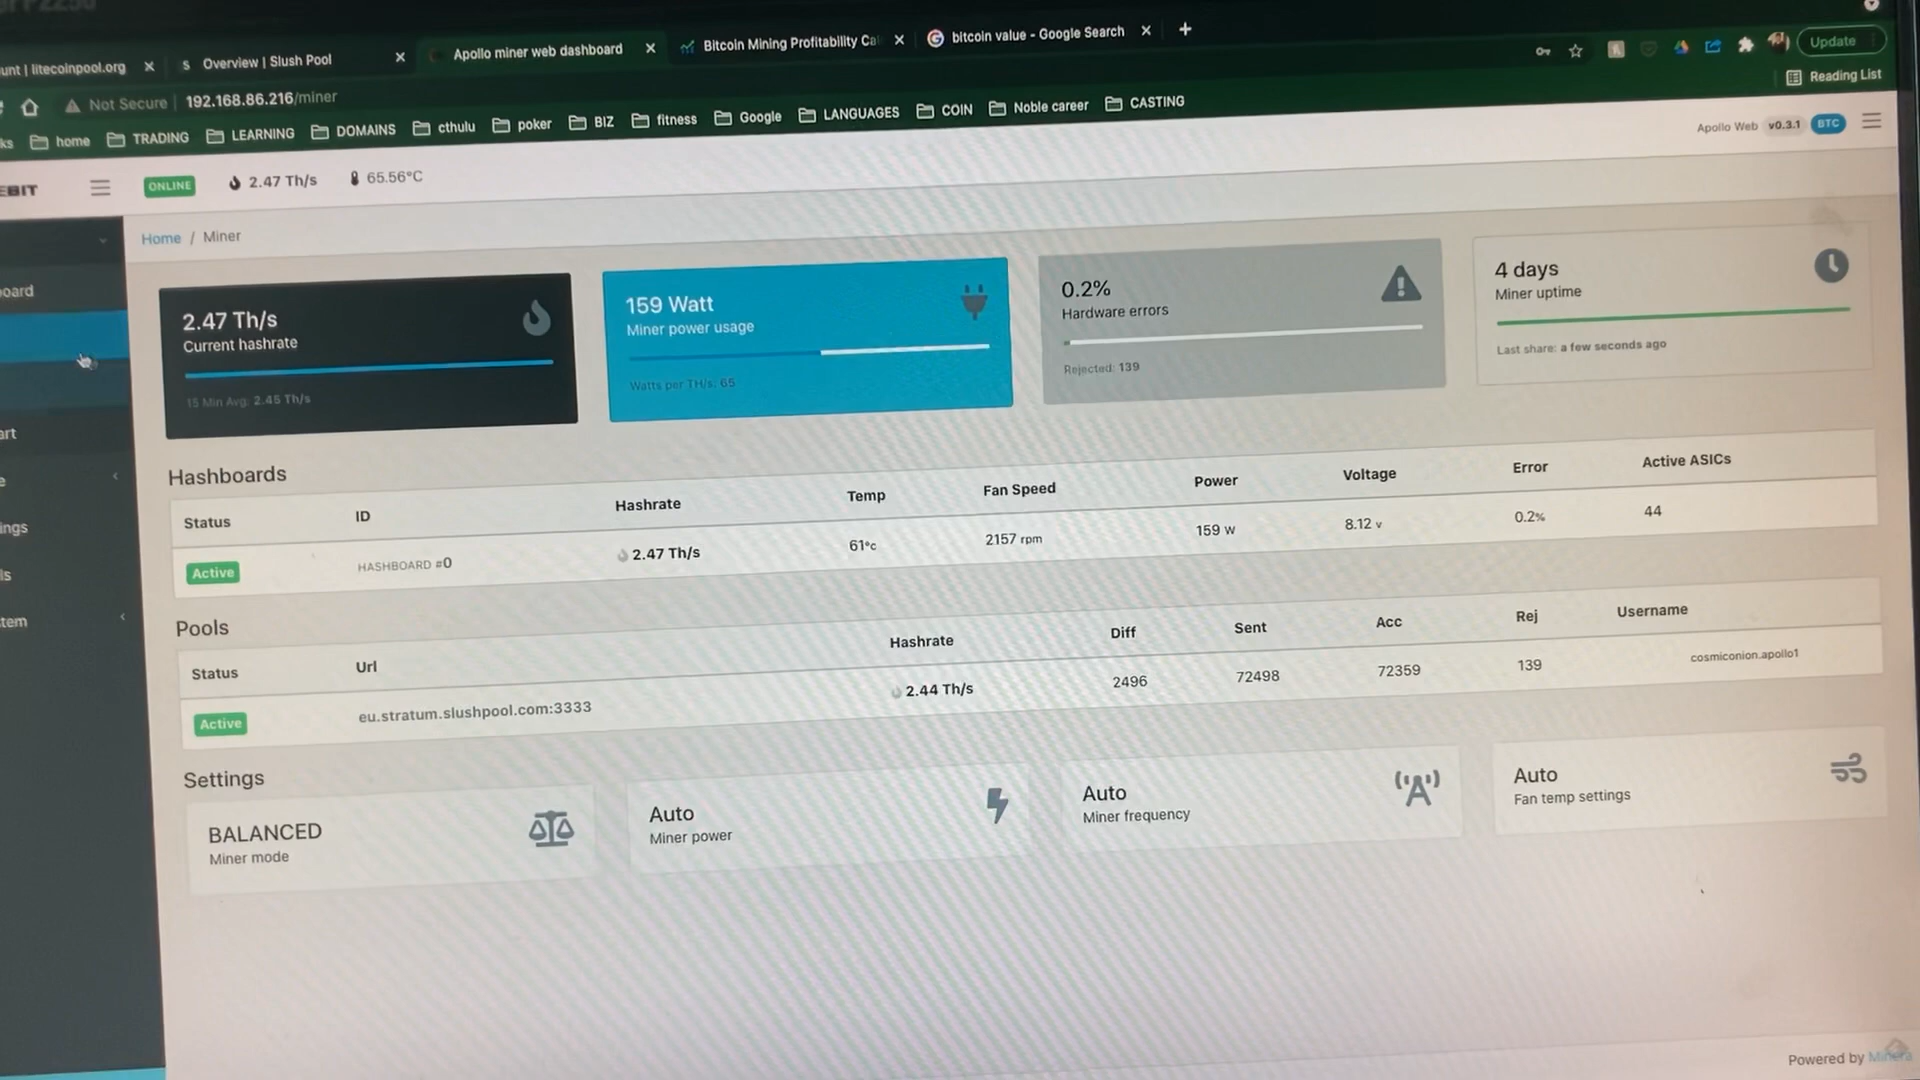 unt | litecoinpool.org
Overview | Slush Pool
Apollo miner web dashboard
Bitcoin Mining Profitability Ca
bitcoin value - Google Search
Update
Not Secure | 192.168.86.216/miner
Reading List
ks home TRADING LEARNING DOMAINS cthulu poker BIZ fitness Google LANGUAGES COIN Noble career CASTING
Apollo Web v0.3.1 BTC
EBIT ONLINE 2.47 Th/s 65.56°C
Home / Miner
oard
art
e
ings
ls
tem
2.47 Th/s
Current hashrate
15 Min Avg: 2.45 Th/s
159 Watt
Miner power usage
Watts per TH/s: 65
0.2%
Hardware errors
Rejected: 139
4 days
Miner uptime
Last share: a few seconds ago
Hashboards
Status ID Hashrate Temp Fan Speed Power Voltage Error Active ASICs
Active HASHBOARD #0 2.47 Th/s 61°c 2157 rpm 159 w 8.12 v 0.2% 44
Pools
Status Url Hashrate Diff Sent Acc Rej Username
Active eu.stratum.slushpool.com:3333 2.44 Th/s 2496 72498 72359 139 cosmiconion.apollo1
Settings
BALANCED
Miner mode
Auto
Miner power
Auto
Miner frequency
Auto
Fan temp settings
Powered by Minera